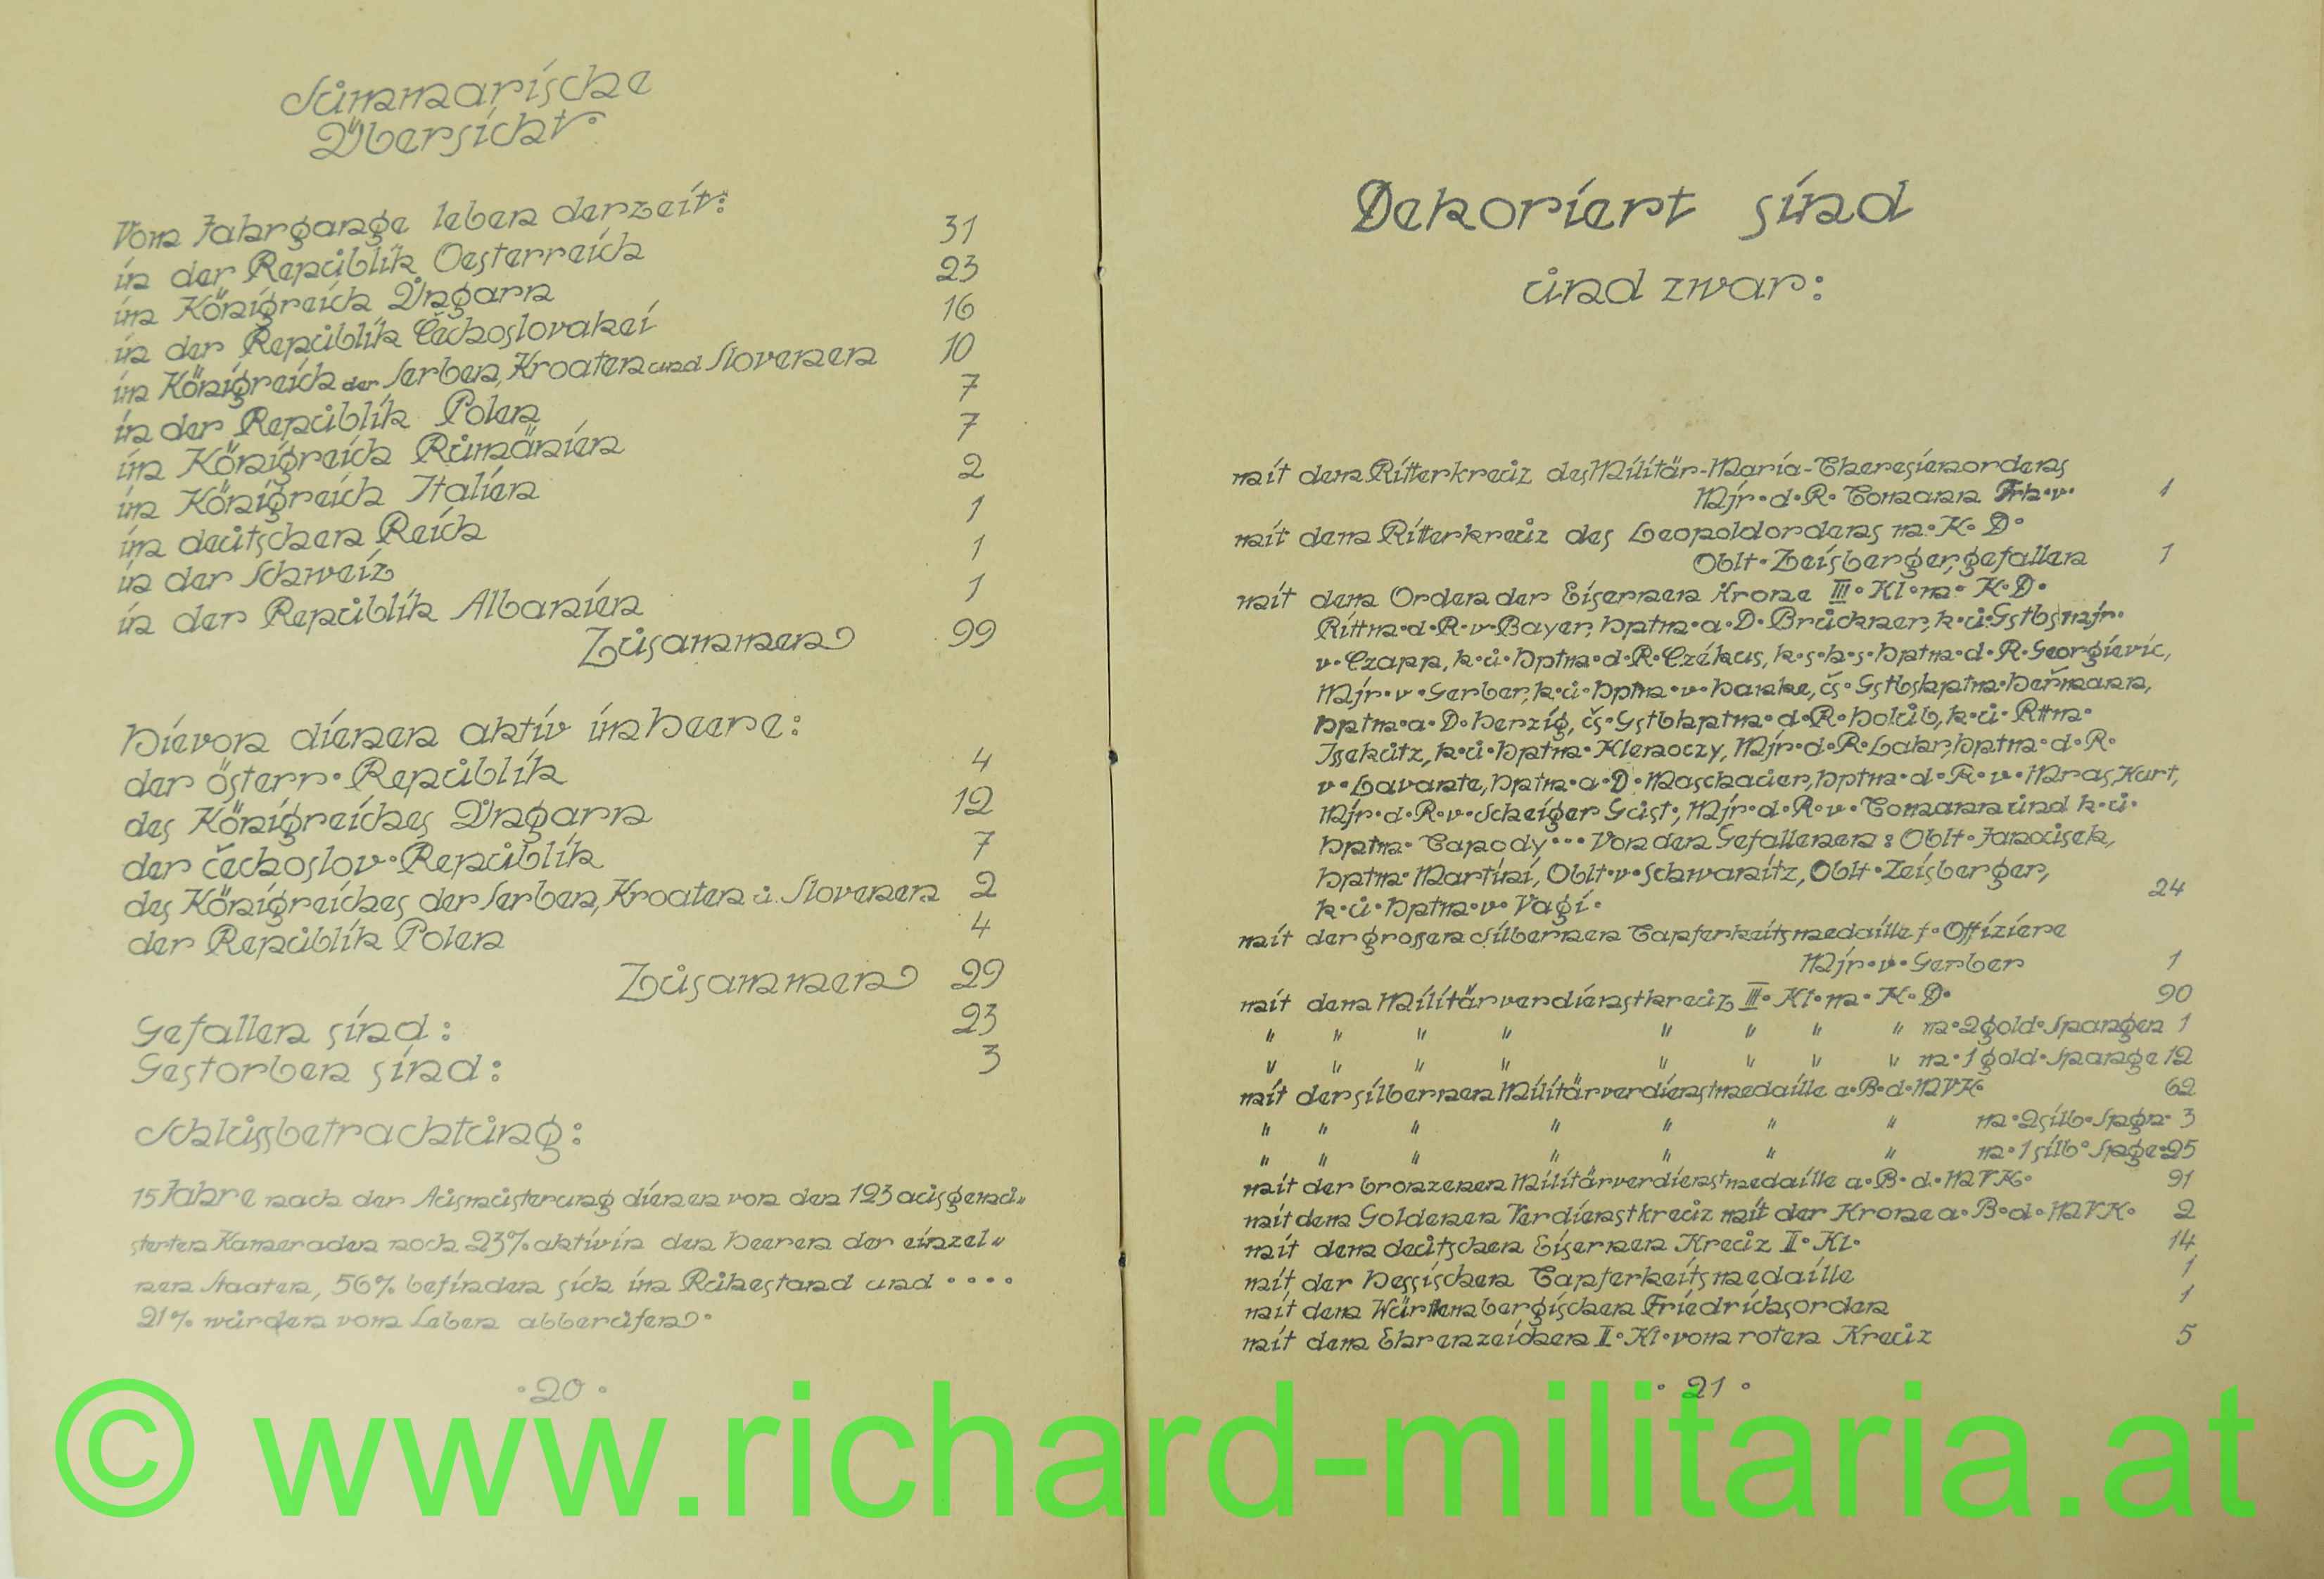 Summarische
Übersicht.
Vom Jahrgange leben derzeit:
in der Republik Oesterreich 31
im Königreich Ungarn 23
in der Republik Čechoslovakei 16
im Königreich der Serben, Kroaten und Slovenen 10
in der Republik Polen 7
im Königreich Rumänien 7
im Königreich Italien 2
im deutschen Reich 1
in der Schweiz 1
in der Republik Albanien 1
Zusammen 99
Hievon dienen aktiv im Heere:
der österr. Republik 4
des Königreiches Ungarn 12
der čechoslov. Republik 7
des Königreiches der Serben, Kroaten u. Slovenen 2
der Republik Polen 4
Zusammen 29
Gefallen sind: 23
Gestorben sind: 3
Schlussbetrachtung:
15 Jahre nach der Ausmusterung dienen von den 123 ausgemu„
sterten Kameraden noch 23% aktiv in den Heeren der einzel„
nen Staaten, 56% befinden sich im Ruhestand und ....
21% wurden vom Leben abberufen.
. 20 .
Dekoriert sind
und zwar:
mit dem Ritterkreuz des Militär-Maria-Theresienordens
Mjr.d.R. Tomann Frh.v. 1
mit dem Ritterkreuz des Leopoldordens m.K.D.
Oblt.Zeisberger, gefallen 1
mit dem Orden der Eisernen Krone III.Kl.m. K.D.
Rittm.d.R.v.Bayer, Hptm.a.D.Brückner, k.u.Gstbsmjr.
v.Czapp, k.u.Hptm.d.R.Czékus, k.s.h.s.Hptm.d.R.Georgievic,
Mjr.v.Gerber, k.u.Hptm.v.Hanke, čs.Gstbshptm.Heřmann,
Hptm.a.D.Herzig, čs.Gstbhptm.d.R.Holub, k.u.Rttm.
Issekutz, k.u.Hptm.Klenoczy, Mjr.d.R.Lahr, Hptm.d.R.
v.Lavante, Hptm.a.D.Maschauer, Hptm.d.R.v.Mras Kurt,
Mjr.d.R.v.Scheiger Gust., Mjr.d.R.v.Tomann und k.u.
Hptm. Tapody... Von den Gefallenen: Oblt.Janousek,
Hptm.Martini, Oblt.v.Schwanitz, Oblt.Zeisberger,
k.u.Hptm.v. Vagi. 24
mit der grossen Silbernen Tapferkeitsmedaille f.Offiziere
Mjr.v.Gerber 1
mit dem Militärverdienstkreuz III.Kl.m.K.D. 90
" " " " " " " " m.2 gold.Spangen 1
" " " " " " " " m.1 gold.Spange 12
mit der silbernen Militärverdienstmedaille a.B.d.MVK. 62
" " " " " " " m.2 silb.Spgn. 3
" " " " " " " m.1 silb.Spge. 25
mit der bronzenen Militärverdienstmedaille a.B.d.MVK. 91
mit dem Goldenen Verdienstkreuz mit der Krone a.B.d.MVK. 2
mit dem deutschen Eisernen Kreuz II.Kl. 14
mit der Hessischen Tapferkeitsmedaille 1
mit dem Württembergischen Friedrichsorden 1
mit dem Ehrenzeichen II.Kl.vom roten Kreuz 5
. 21 .
© www.richard-militaria.at